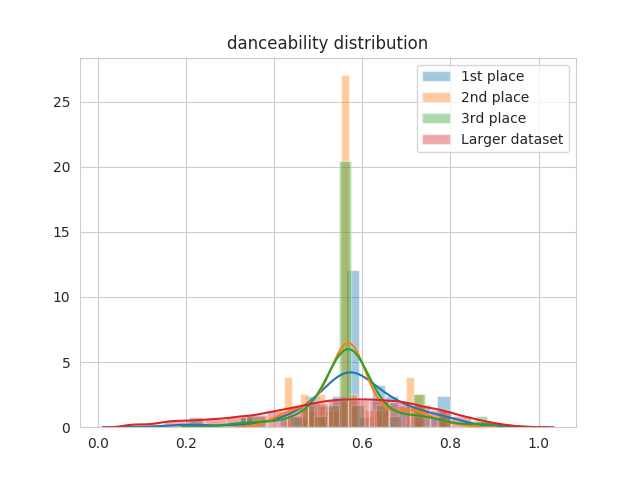 danceability distribution
1st place
2nd place
3rd place
Larger dataset
25
20
15
10
5
0
0.0 0.2 0.4 0.6 0.8 1.0